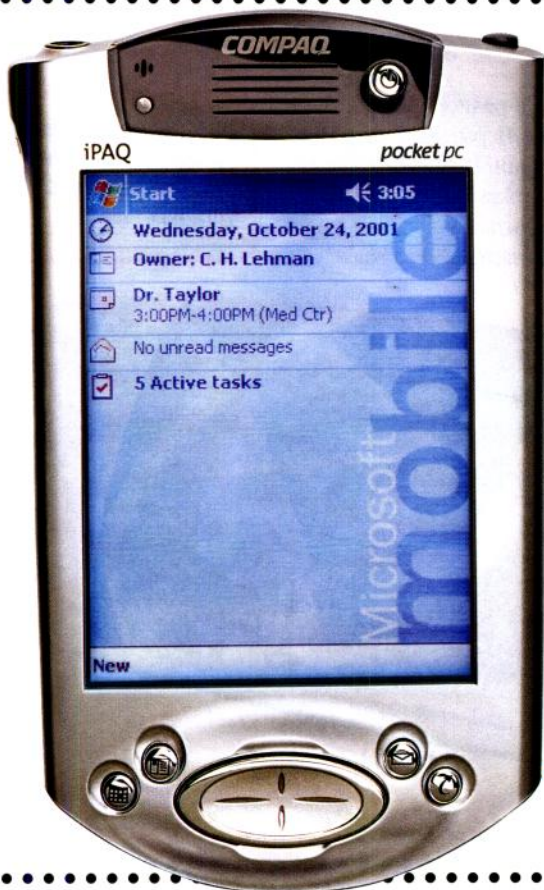 COMPAQ
iPAQ
pocket pc
Start
3:05
Wednesday, October 24, 2001
Owner: C. H. Lehman
Dr. Taylor
3:00PM-4:00PM (Med Ctr)
No unread messages
5 Active tasks
Microsoft
mobile
New